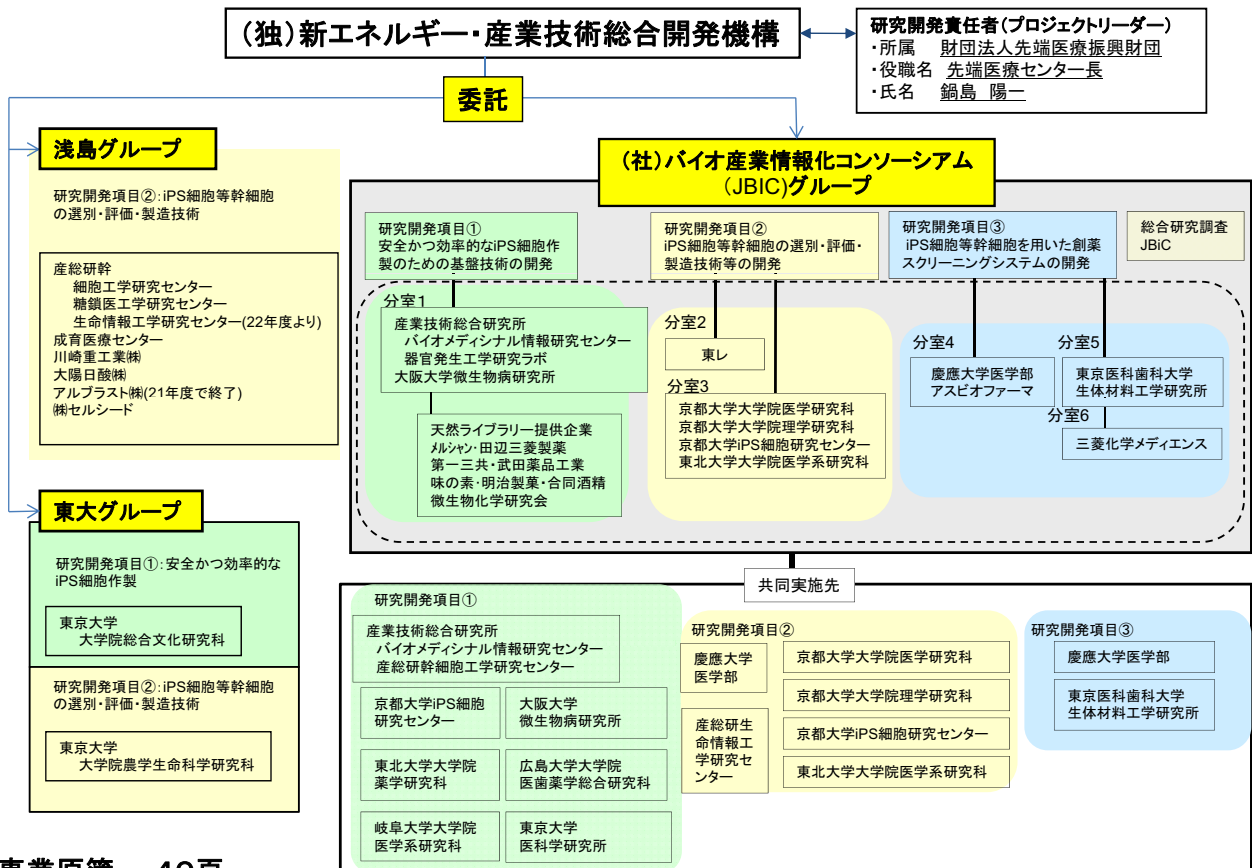 (独)新エネルギー・産業技術総合開発機構
研究開発責任者(プロジェクトリーダー)
・所属 財団法人先端医療振興財団
・役職名 先端医療センター長
・氏名 鍋島 陽一
委託
浅島グループ
研究開発項目②:iPS細胞等幹細胞
の選別・評価・製造技術
産総研幹
細胞工学研究センター
糖鎖医工学研究センター
生命情報工学研究センター(22年度より)
成育医療センター
川崎重工業㈱
大陽日酸㈱
アルブラスト㈱(21年度で終了)
㈱セルシード
東大グループ
研究開発項目①:安全かつ効率的な
iPS細胞作製
東京大学
大学院総合文化研究科
研究開発項目②:iPS細胞等幹細胞
の選別・評価・製造技術
東京大学
大学院農学生命科学研究科
(社)バイオ産業情報化コンソーシアム
(JBIC)グループ
研究開発項目①
安全かつ効率的なiPS細胞作
製のための基盤技術の開発
研究開発項目②
iPS細胞等幹細胞の選別・評価・
製造技術等の開発
研究開発項目③
iPS細胞等幹細胞を用いた創薬
スクリーニングシステムの開発
総合研究調査
JBiC
分室1
産業技術総合研究所
バイオメディシナル情報研究センター
器官発生工学研究ラボ
大阪大学微生物病研究所
天然ライブラリー提供企業
メルシャン・田辺三菱製薬
第一三共・武田薬品工業
味の素・明治製菓・合同酒精
微生物化学研究会
分室2
東レ
分室3
京都大学大学院医学研究科
京都大学大学院理学研究科
京都大学iPS細胞研究センター
東北大学大学院医学系研究科
分室4
慶應大学医学部
アスビオファーマ
分室5
東京医科歯科大学
生体材料工学研究所
分室6
三菱化学メディエンス
共同実施先
研究開発項目①
産業技術総合研究所
バイオメディシナル情報研究センター
産総研幹細胞工学研究センター
京都大学iPS細胞
研究センター
大阪大学
微生物病研究所
東北大学大学院
薬学研究科
広島大学大学院
医歯薬学総合研究科
岐阜大学大学院
医学系研究科
東京大学
医科学研究所
研究開発項目②
慶應大学
医学部
産総研生
命情報工
学研究セ
ンター
京都大学大学院医学研究科
京都大学大学院理学研究科
京都大学iPS細胞研究センター
東北大学大学院医学系研究科
研究開発項目③
慶應大学医学部
東京医科歯科大学
生体材料工学研究所